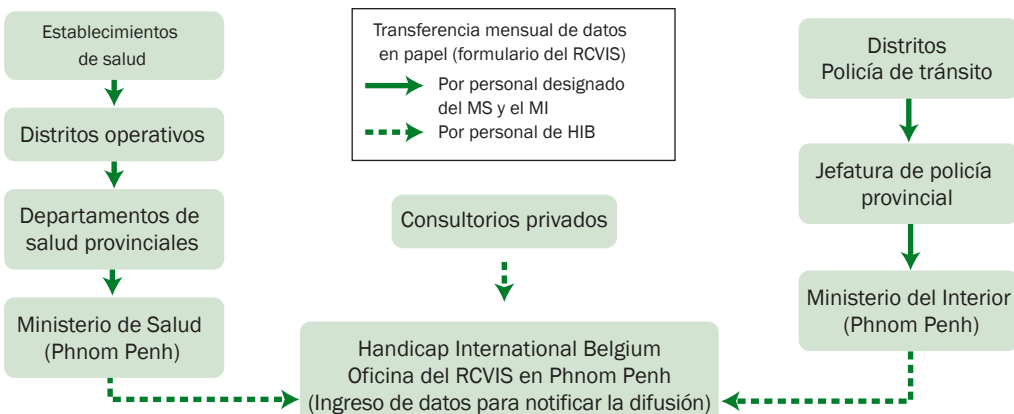 Establecimientos
de salud
Distritos operativos
Departamentos de
salud provinciales
Ministerio de Salud
(Phnom Penh)
Transferencia mensual de datos
en papel (formulario del RCVIS)
Por personal designado
del MS y el MI
Por personal de HIB
Consultorios privados
Handicap International Belgium
Oficina del RCVIS en Phnom Penh
(Ingreso de datos para notificar la difusión)
Distritos
Policía de tránsito
Jefatura de policía
provincial
Ministerio del Interior
(Phnom Penh)